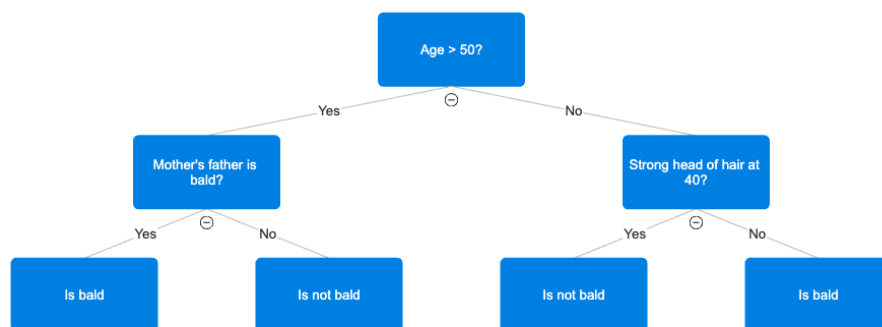 Age > 50?
Yes
No
Mother's father is
bald?
Strong head of hair at
40?
Yes
No
Yes
No
Is bald
Is not bald
Is not bald
Is bald